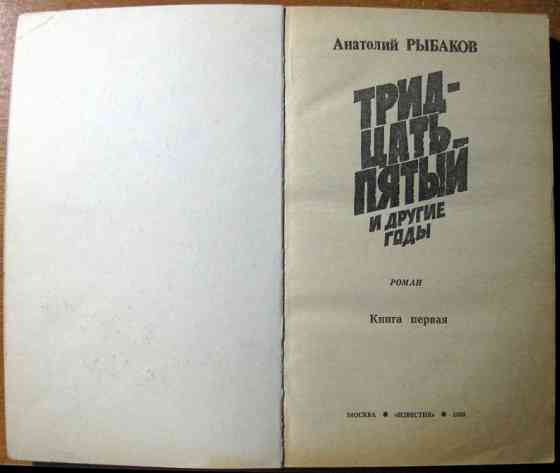 Анатолий РЫБАКОВ
ТРИД-
ЦАТЬ
ПЯТЫЙ
И ДРУГИЕ
ГОДЫ
РОМАН
Книга первая
МОСКВА ● «ИЗВЕСТИЯ» ●